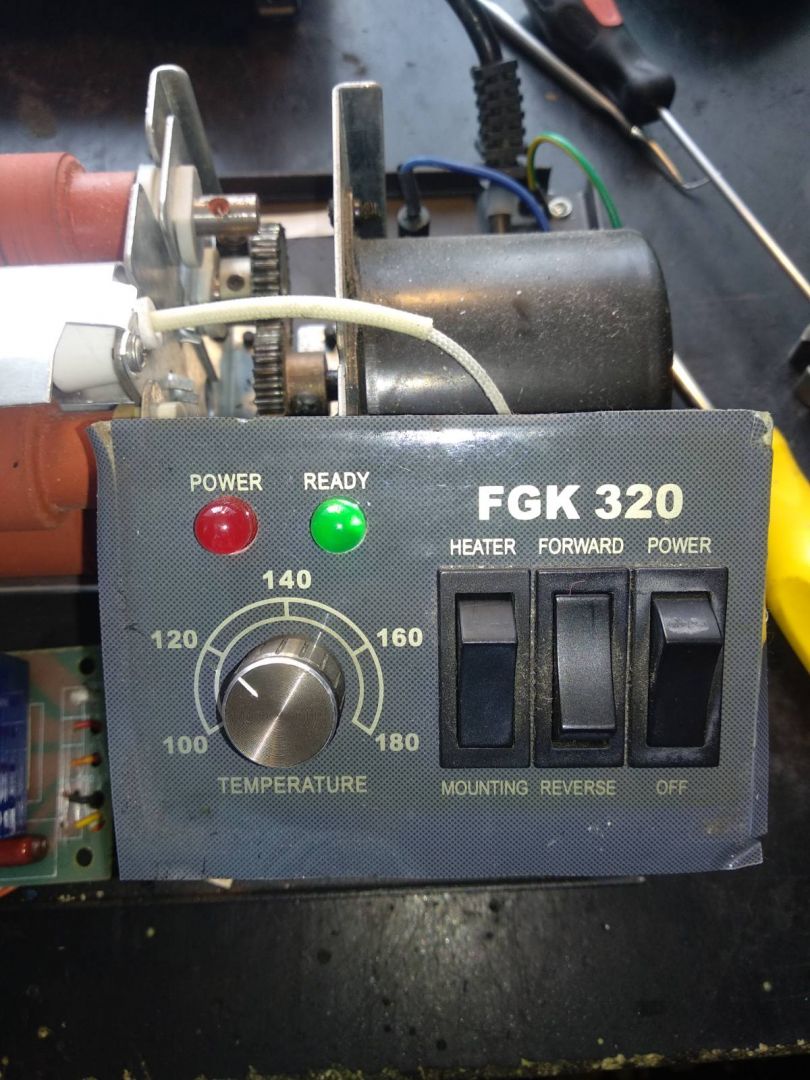 POWER READY
FGK 320
HEATER FORWARD POWER
140
120 160
100 180
TEMPERATURE
MOUNTING REVERSE OFF